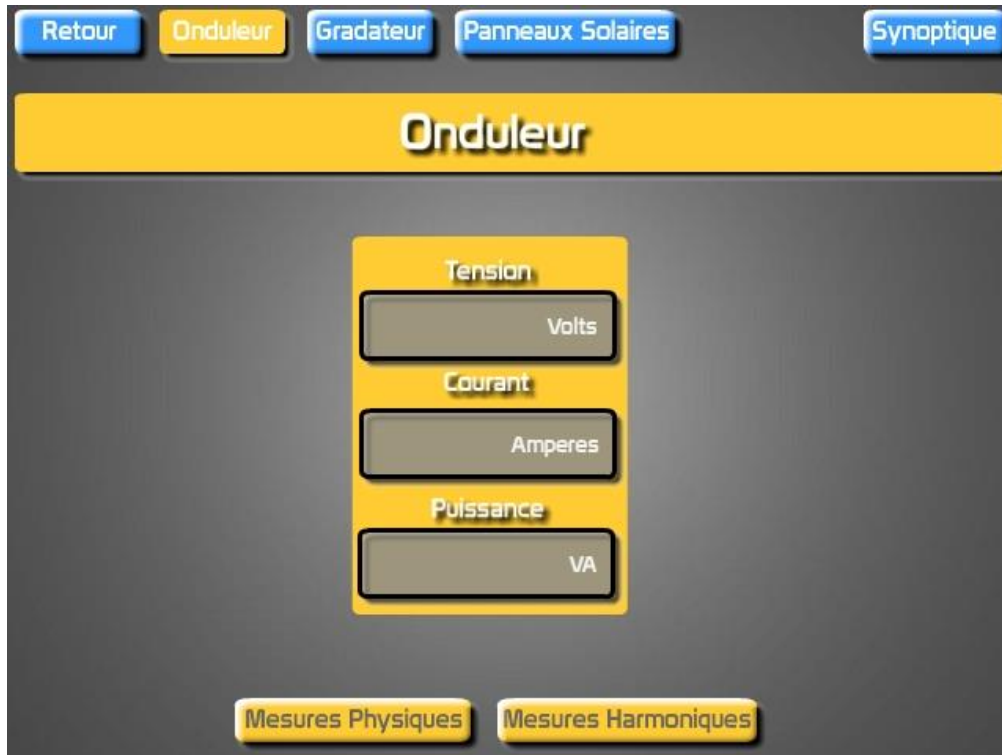 Retour Onduleur Gradateur Panneaux Solaires Synoptique
Onduleur
Tension
Volts
Courant
Amperes
Puissance
VA
Mesures Physiques Mesures Harmoniques